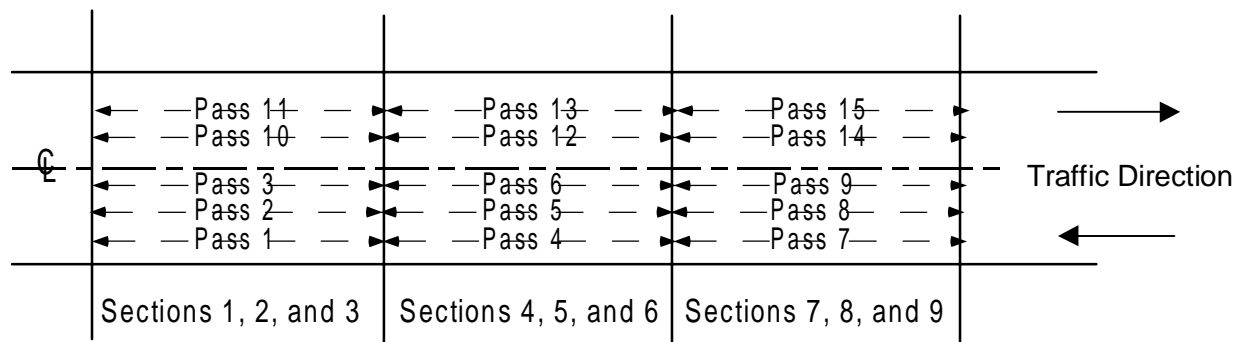 Pass 11 Pass 13 Pass 15
Pass 10 Pass 12 Pass 14
℄
Pass 3 Pass 6 Pass 9
Traffic Direction
Pass 2 Pass 5 Pass 8
Pass 1 Pass 4 Pass 7
Sections 1, 2, and 3 Sections 4, 5, and 6 Sections 7, 8, and 9